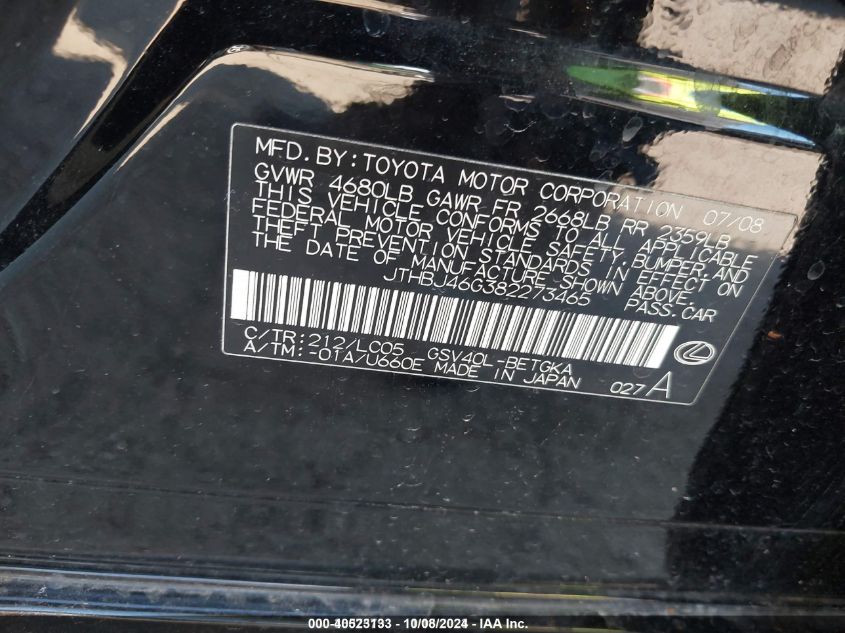 MFD. BY: TOYOTA MOTOR CORPORATION 07/08
GVWR 4680LB GAWR FR 2668LB RR 2359LB
THIS VEHICLE CONFORMS TO ALL APPLICABLE
FEDERAL MOTOR VEHICLE SAFETY, BUMPER, AND
THEFT PREVENTION STANDARDS IN EFFECT ON
THE DATE OF MANUFACTURE SHOWN ABOVE.
JTHBJ46G382273465 PASS.CAR
C/TR: 212/LC05 GSV40L-BETGKA
A/TM: -01A/U660E MADE IN JAPAN 027 A
000-40523133 - 10/08/2024 - IAA Inc.